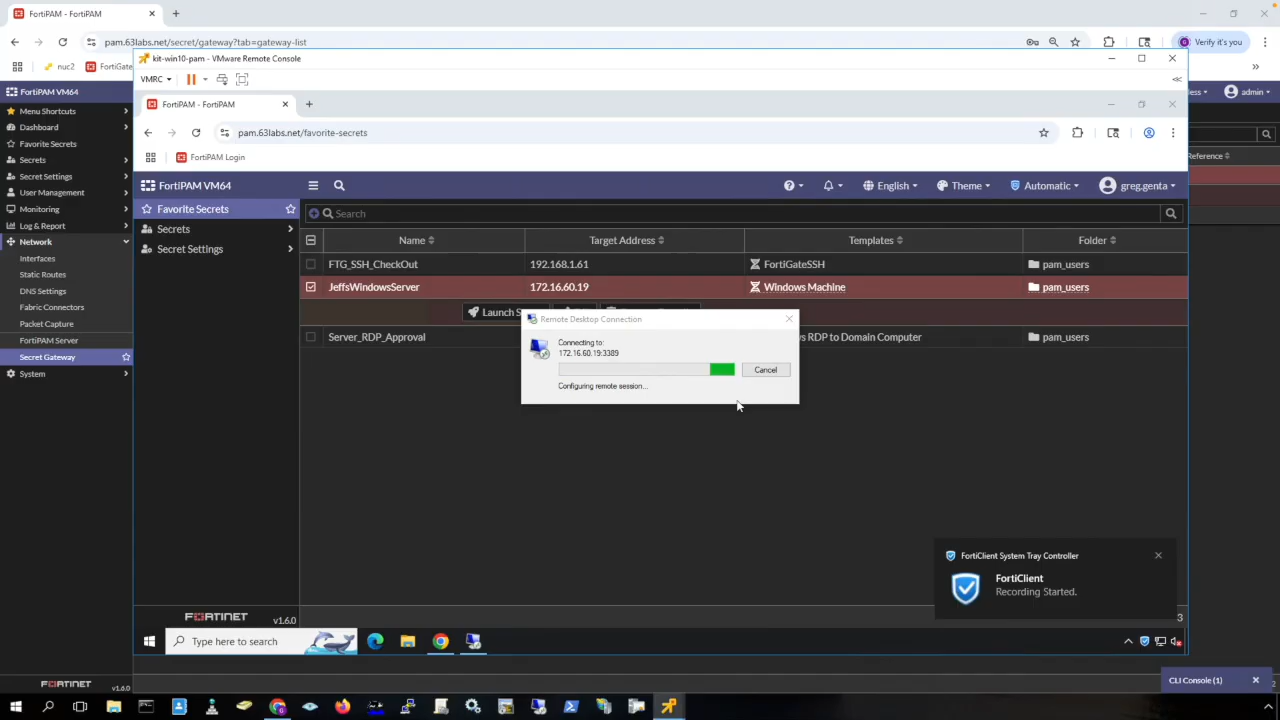 FortiPAM - FortiPAM
pam.63labs.net/secret/gateway?tab=gateway-list
Verify it's you
nuc2
FortiGate
kit-win10-pam - VMware Remote Console
VMRC
FortiPAM VM64
admin
FortiPAM - FortiPAM
pam.63labs.net/favorite-secrets
FortiPAM Login
Menu Shortcuts
Dashboard
Favorite Secrets
Secrets
Secret Settings
User Management
Monitoring
Log & Report
Network
Interfaces
Static Routes
DNS Settings
Fabric Connectors
Packet Capture
FortiPAM Server
Secret Gateway
System
Reference
FortiPAM VM64
English
Theme
Automatic
greg.genta
Favorite Secrets
Secrets
Secret Settings
Search
Name
Target Address
Templates
Folder
FTG_SSH_CheckOut
192.168.1.61
FortiGateSSH
pam_users
JeffsWindowsServer
172.16.60.19
Windows Machine
pam_users
Launch S
Server_RDP_Approval
s RDP to Domain Computer
pam_users
Remote Desktop Connection
Connecting to:
172.16.60.19:3389
Cancel
Configuring remote session...
FortiClient System Tray Controller
FortiClient
Recording Started.
FORTINET
v1.6.0
3
Type here to search
FORTINET
v1.6.0
CLI Console (1)